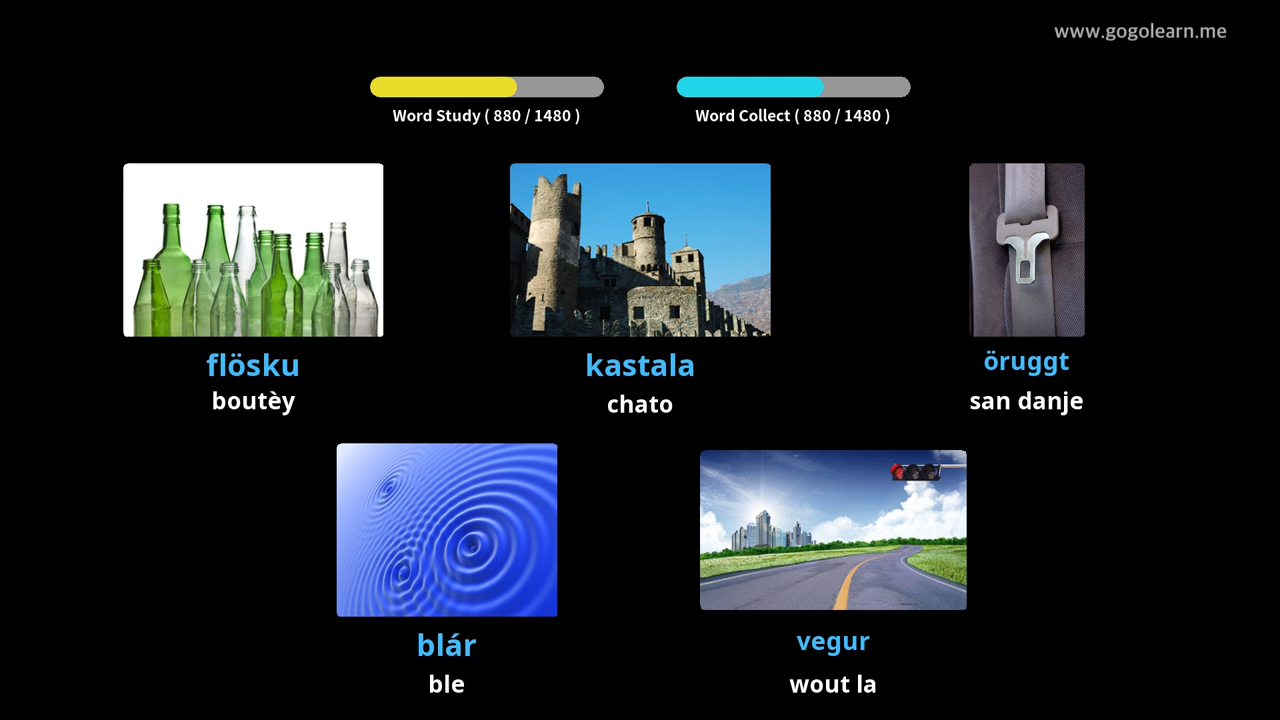 www.gogolearn.me
Word Study ( 880 / 1480 )
Word Collect ( 880 / 1480 )
flösku
boutèy
kastala
chato
öruggt
san danje
blár
ble
vegur
wout la